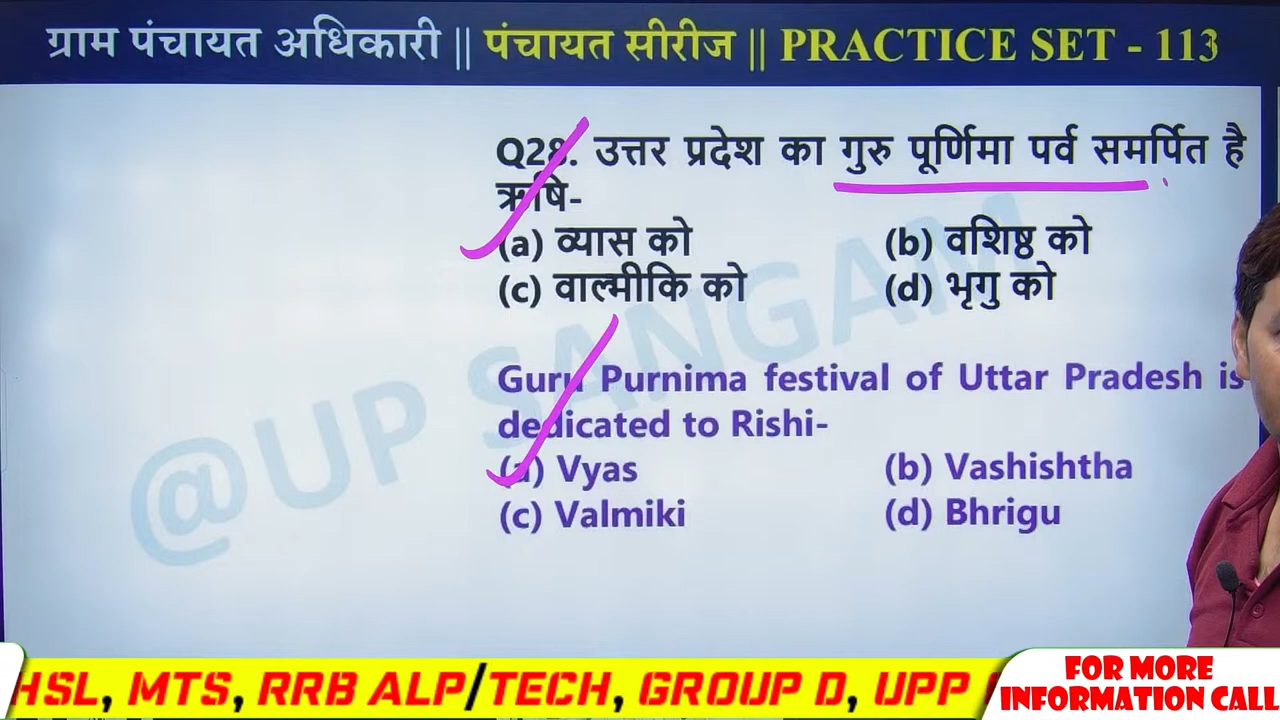 ग्राम पंचायत अधिकारी || पंचायत सीरीज || PRACTICE SET - 113
Q28. उत्तर प्रदेश का गुरु पूर्णिमा पर्व समर्पित है
ऋषि-
(a) व्यास को (b) वशिष्ठ को
(c) वाल्मीकि को (d) भृगु को
@UP SANGAM
Guru Purnima festival of Uttar Pradesh is
dedicated to Rishi-
(a) Vyas (b) Vashishtha
(c) Valmiki (d) Bhrigu
HSL, MTS, RRB ALP/TECH, GROUP D, UPP
FOR MORE
INFORMATION CALL